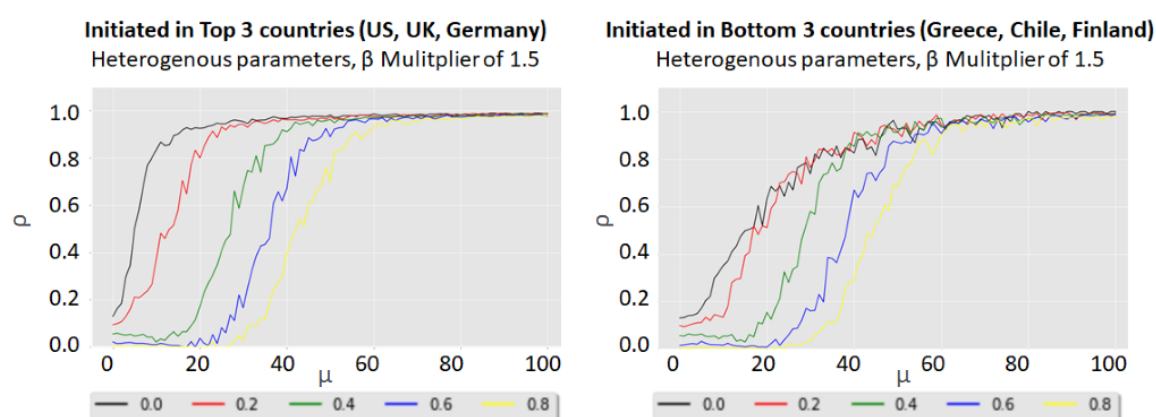 Initiated in Top 3 countries (US, UK, Germany)
Heterogenous parameters, β Mulitplier of 1.5
1.0
0.8
0.6
ρ
0.4
0.2
0.0
0 20 40 60 80 100
μ
0.0 0.2 0.4 0.6 0.8
Initiated in Bottom 3 countries (Greece, Chile, Finland)
Heterogenous parameters, β Mulitplier of 1.5
1.0
0.8
0.6
ρ
0.4
0.2
0.0
0 20 40 60 80 100
μ
0.0 0.2 0.4 0.6 0.8